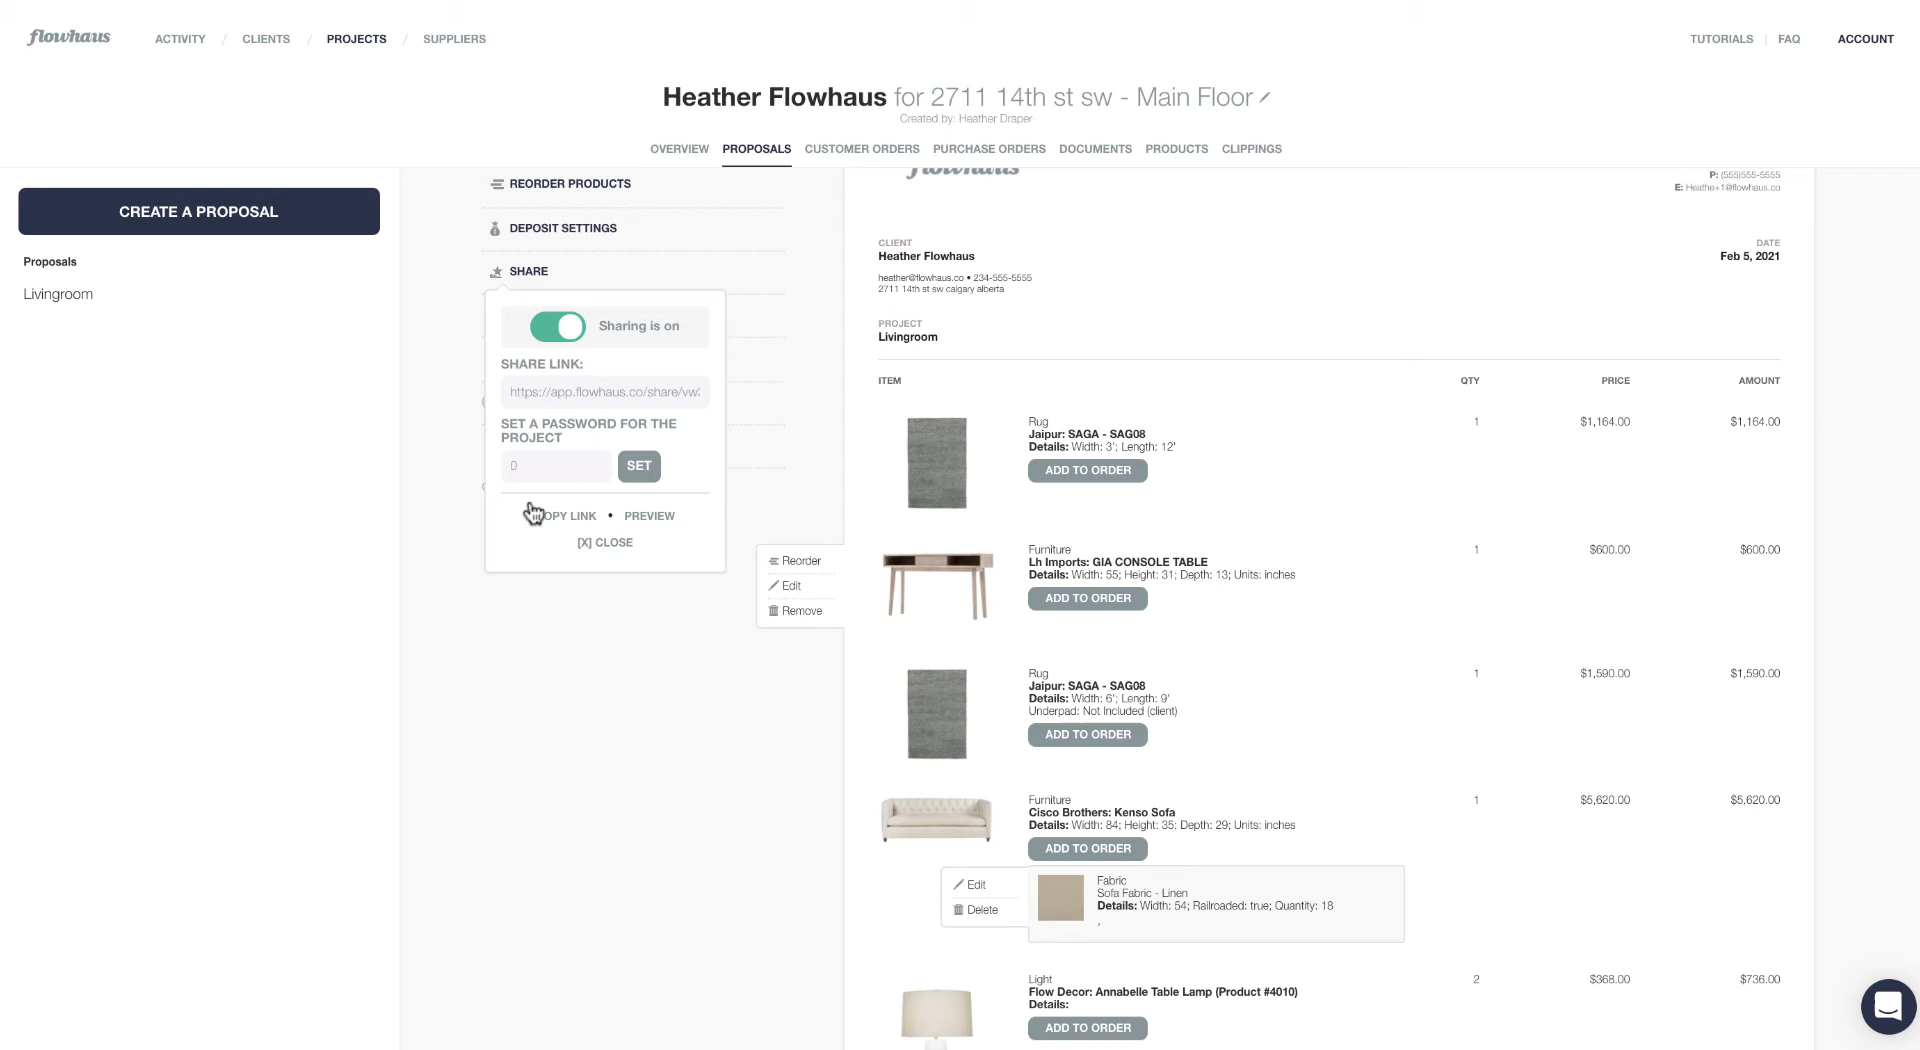 flowhaus
ACTIVITY / CLIENTS / PROJECTS / SUPPLIERS
TUTORIALS | FAQ ACCOUNT
Heather Flowhaus for 2711 14th st sw - Main Floor
Created by: Heather Draper
OVERVIEW PROPOSALS CUSTOMER ORDERS PURCHASE ORDERS DOCUMENTS PRODUCTS CLIPPINGS
CREATE A PROPOSAL
Proposals
Livingroom
REORDER PRODUCTS
DEPOSIT SETTINGS
SHARE
Sharing is on
SHARE LINK:
https://app.flowhaus.co/share/vw
SET A PASSWORD FOR THE
PROJECT
0
SET
OPY LINK • PREVIEW
[X] CLOSE
Reorder
Edit
Remove
flowhaus
P: (555)555-5555
E: Heathe+1@flowhaus.co
CLIENT
Heather Flowhaus
DATE
Feb 5, 2021
heather@flowhaus.co • 234-555-5555
2711 14th st sw calgary alberta
PROJECT
Livingroom
ITEM QTY PRICE AMOUNT
Rug 1 $1,164.00 $1,164.00
Jaipur: SAGA - SAG08
Details: Width: 3'; Length: 12'
ADD TO ORDER
Furniture 1 $600.00 $600.00
Lh Imports: GIA CONSOLE TABLE
Details: Width: 55; Height: 31; Depth: 13; Units: inches
ADD TO ORDER
Rug 1 $1,590.00 $1,590.00
Jaipur: SAGA - SAG08
Details: Width: 6'; Length: 9'
Underpad: Not Included (client)
ADD TO ORDER
Furniture 1 $5,620.00 $5,620.00
Cisco Brothers: Kenso Sofa
Details: Width: 84; Height: 35; Depth: 29; Units: inches
ADD TO ORDER
Edit
Delete
Fabric
Sofa Fabric - Linen
Details: Width: 54; Railroaded: true; Quantity: 18
,
Light 2 $368.00 $736.00
Flow Decor: Annabelle Table Lamp (Product #4010)
Details:
ADD TO ORDER